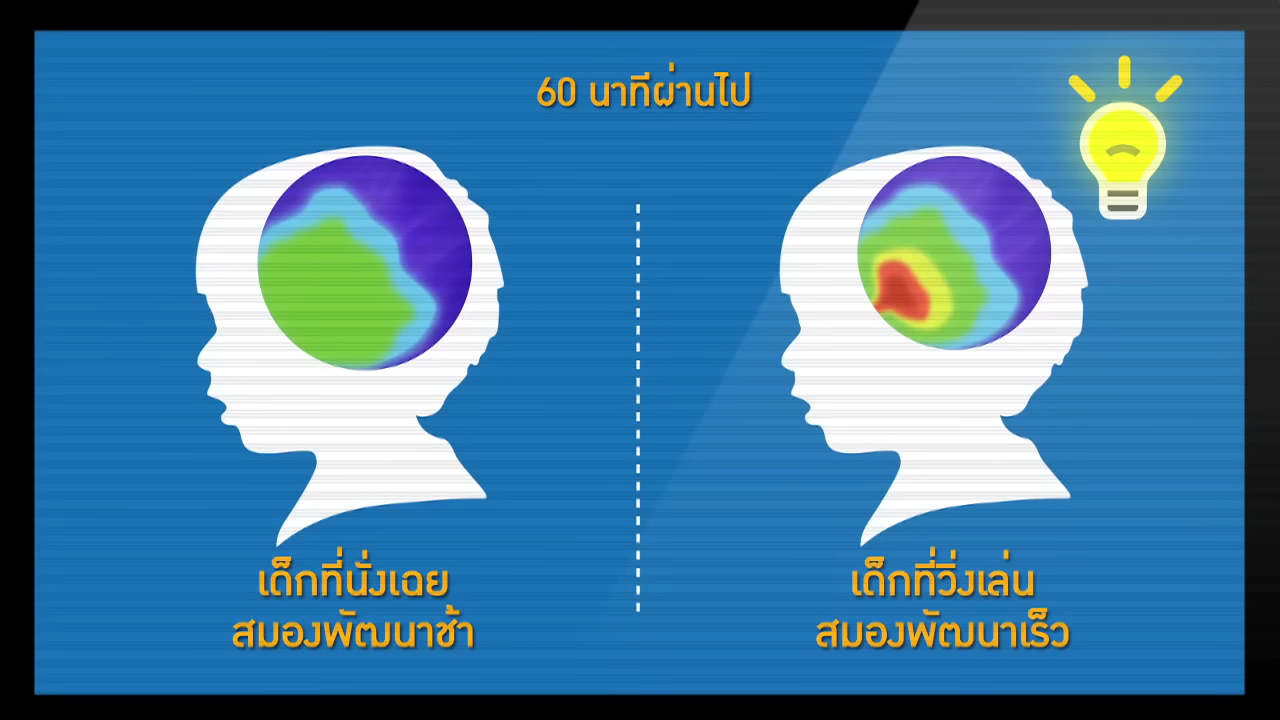 60 นาทีผ่านไป
เด็กที่นั่งเฉย
สมองพัฒนาช้า
เด็กที่วิ่งเล่น
สมองพัฒนาเร็ว